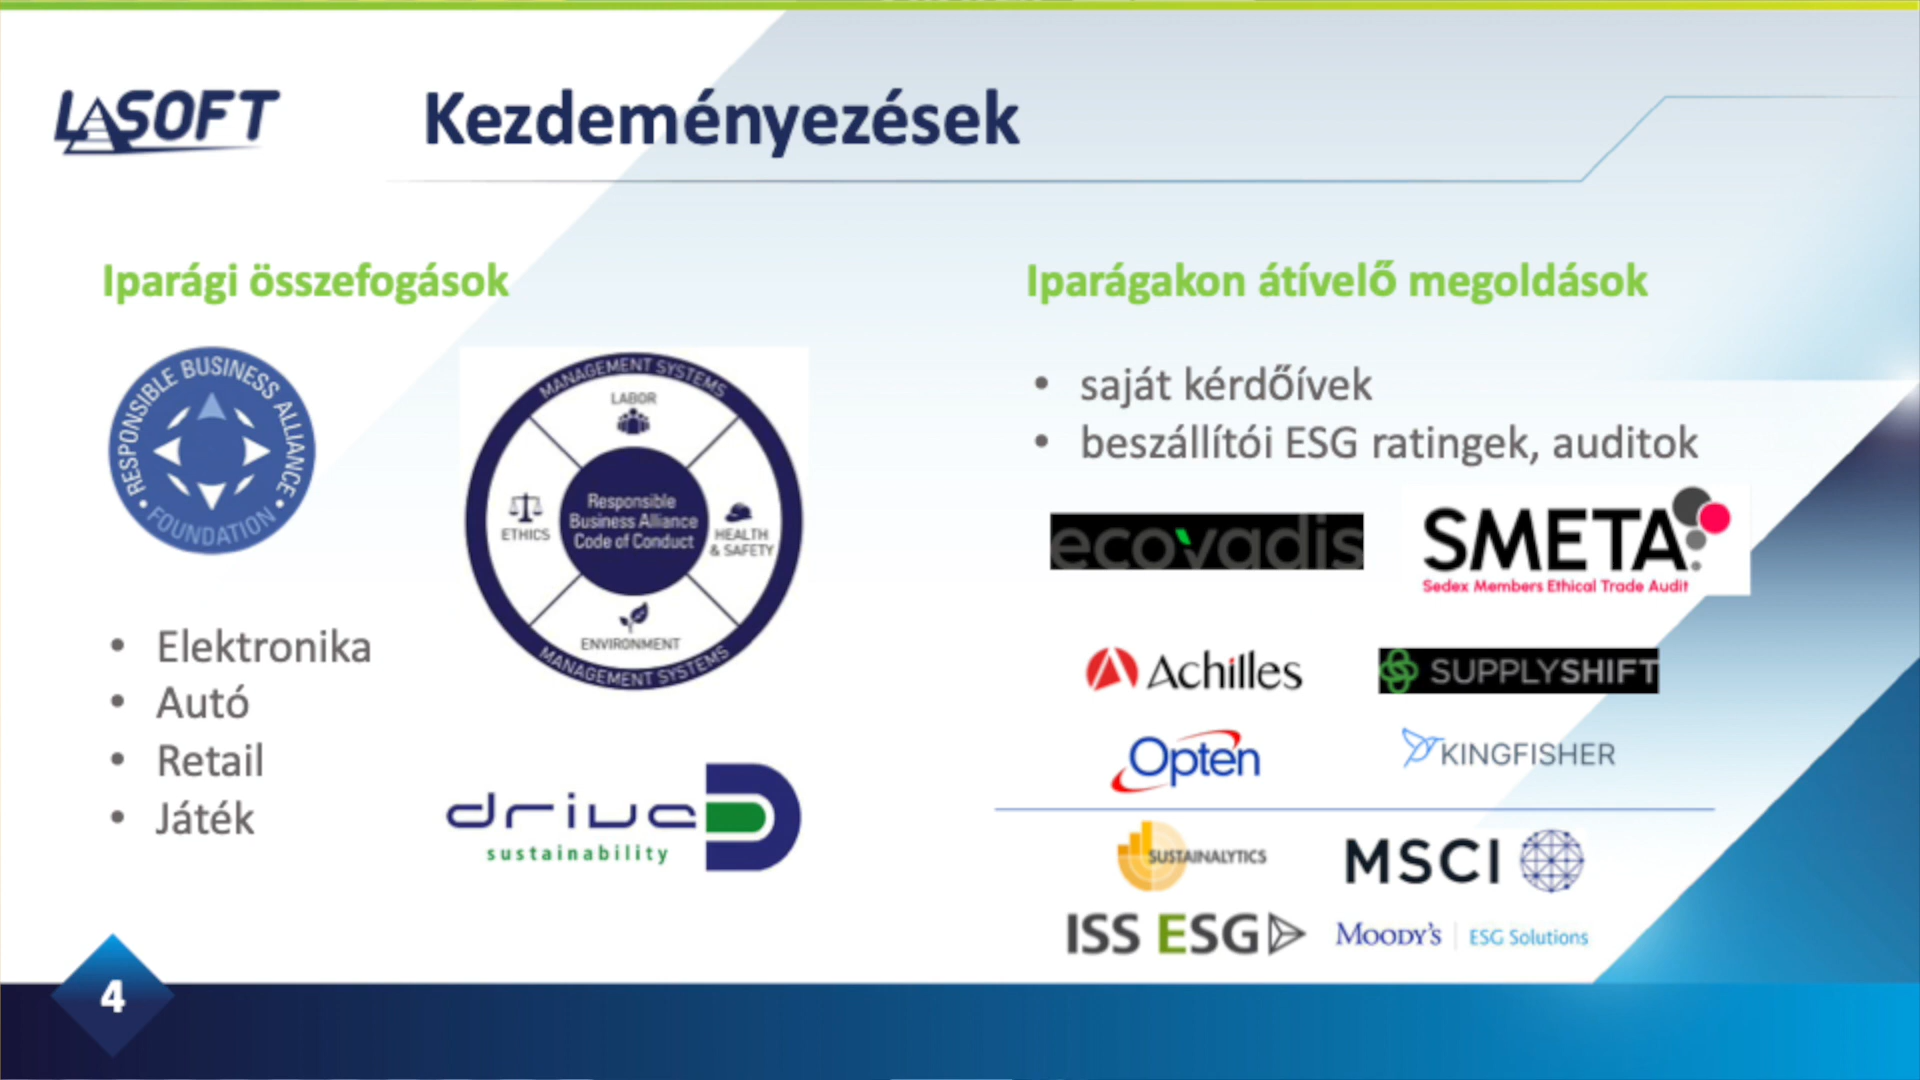 LASOFT
Kezdeményezések
Iparági összefogások
RESPONSIBLE BUSINESS ALLIANCE
FOUNDATION
MANAGEMENT SYSTEMS
LABOR
ETHICS
Responsible
Business Alliance
Code of Conduct
HEALTH
& SAFETY
ENVIRONMENT
MANAGEMENT SYSTEMS
• Elektronika
• Autó
• Retail
• Játék
drive
sustainability
Iparágakon átívelő megoldások
• saját kérdőívek
• beszállítói ESG ratingek, auditok
ecovadis
SMETA
Sedex Members Ethical Trade Audit
Achilles
SUPPLYSHIFT
Opten
KINGFISHER
SUSTAINALYTICS
MSCI
ISS ESG
MOODY'S | ESG Solutions
4